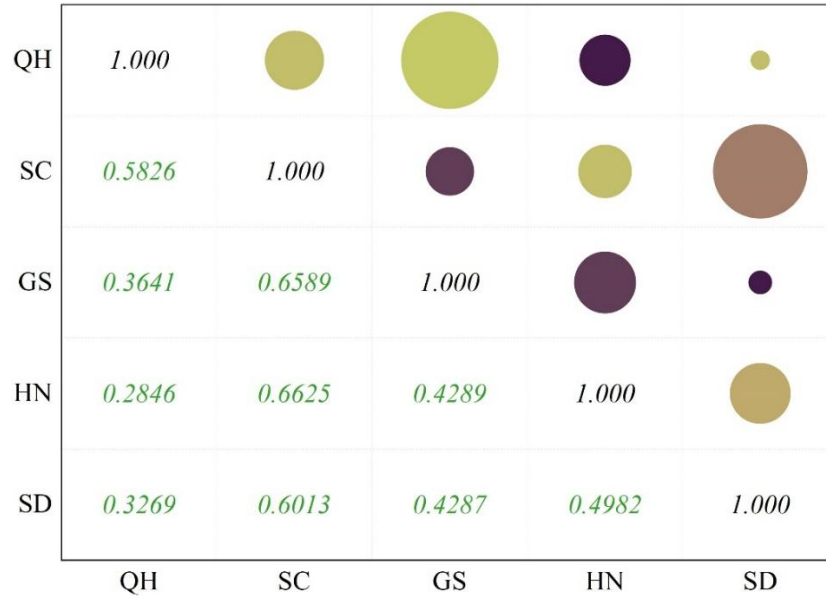 QH 1.000
SC 0.5826 1.000
GS 0.3641 0.6589 1.000
HN 0.2846 0.6625 0.4289 1.000
SD 0.3269 0.6013 0.4287 0.4982 1.000
QH SC GS HN SD